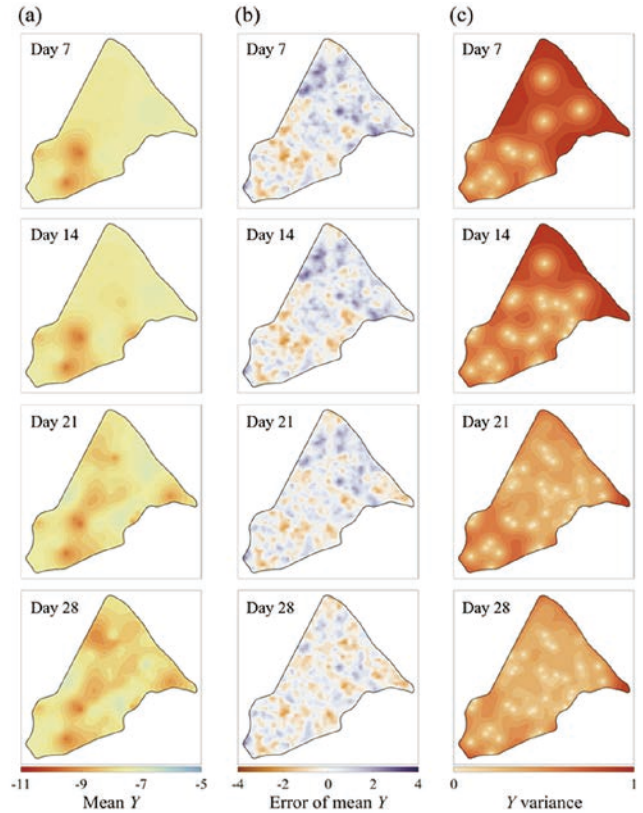 (a) (b) (c)
Day 7 Day 7 7
Day 14 Day 14 Day 14
Day 21 Day 21 Day 21
Day 28 Day 28 Day 28
-11 -9 -7 -5 -4 -2 0 2 4 0 1
Mean Y Error of mean Y Y variance